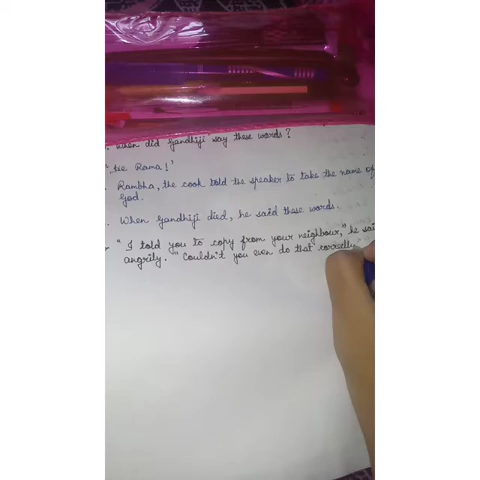 When did Gandhiji say these words?
"Hee Rama!"
Rambha, the cook told the speaker to take the name of
God.
When Gandhiji died, he said these words.
"I told you to copy from your neighbour," he sai
angrily. "Couldn't you even do that correctly